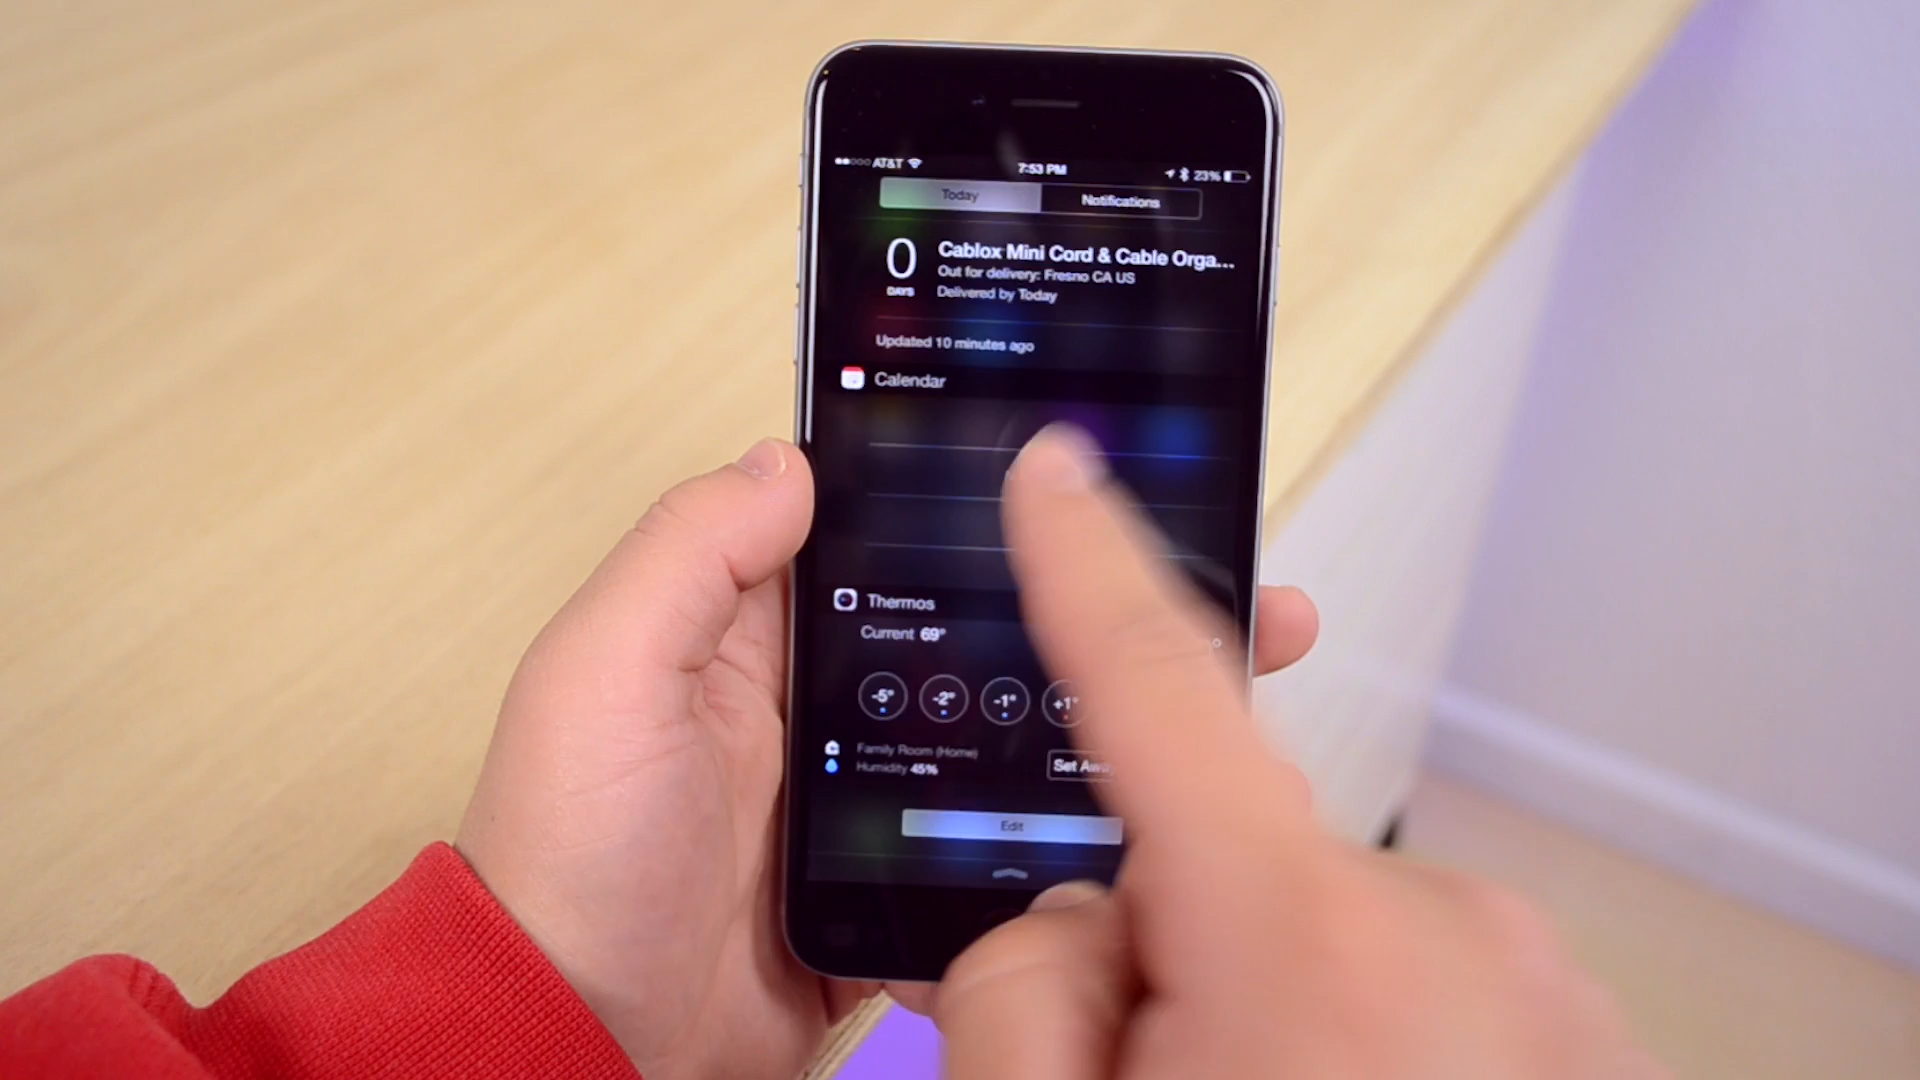 AT&T
7:53 PM
23%
Today
Notifications
0
DAYS
Cablox Mini Cord & Cable Orga...
Out for delivery: Fresno CA US
Delivered by Today
Updated 10 minutes ago
Calendar
Thermos
Current 69°
-5°
-2°
-1°
+1°
Family Room (Home)
Humidity 45%
Set
Edit